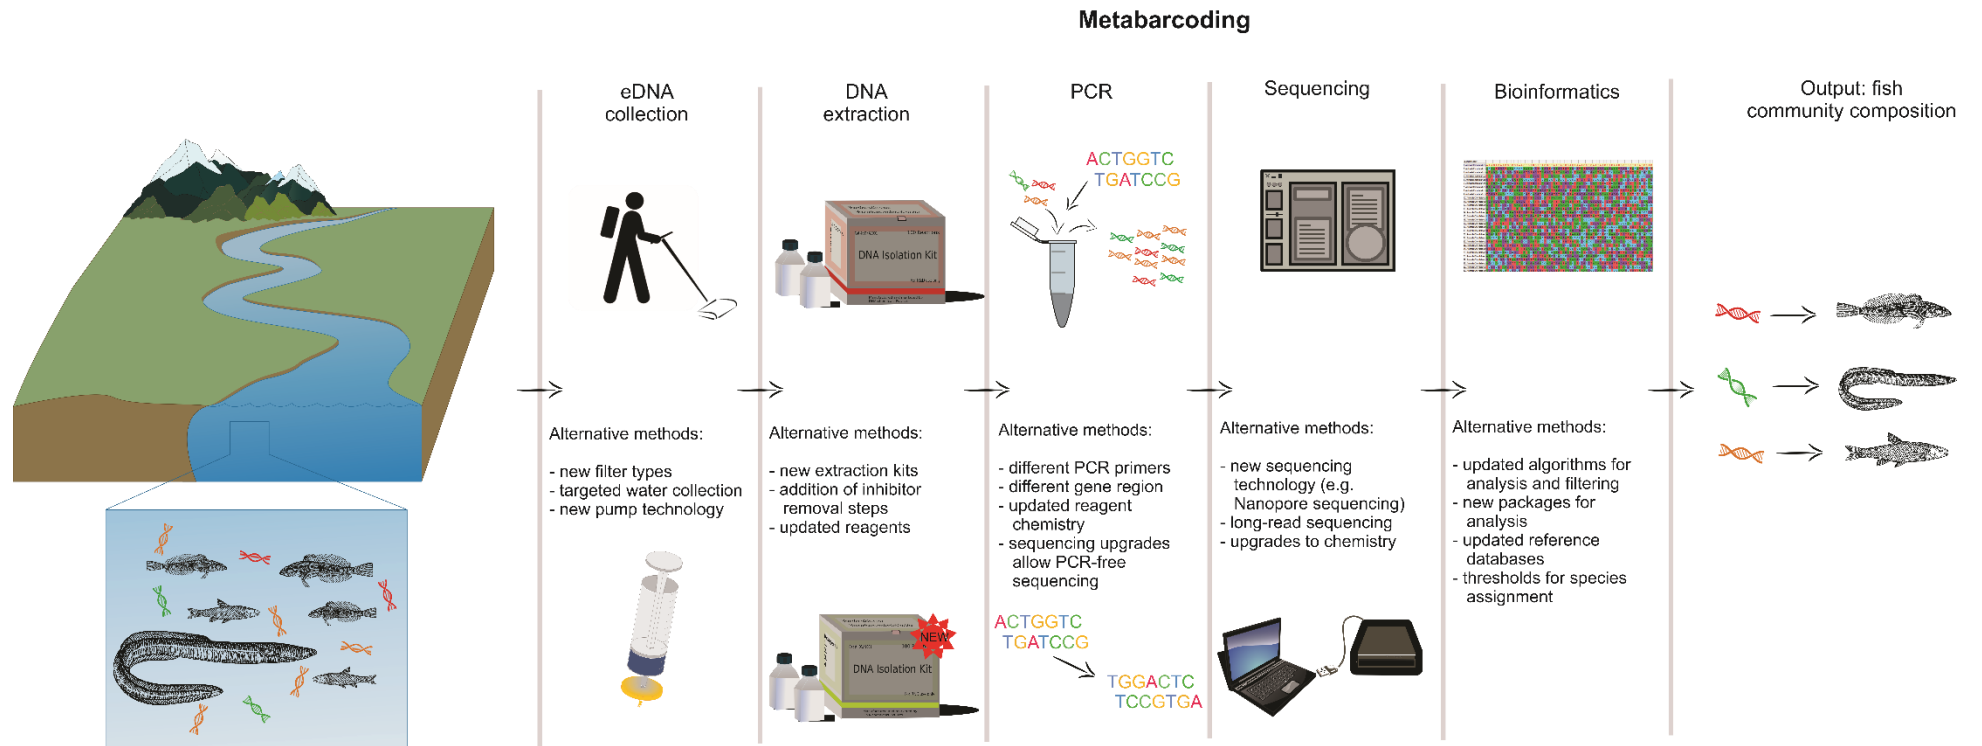 Metabarcoding
eDNA
collection
DNA
extraction
PCR
Sequencing
Bioinformatics
Output: fish
community composition
ACTGGTC
TGATCCG
DNA Isolation Kit
Alternative methods:
- new filter types
- targeted water collection
- new pump technology
Alternative methods:
- new extraction kits
- addition of inhibitor
removal steps
- updated reagents
Alternative methods:
- different PCR primers
- different gene region
- updated reagent
chemistry
- sequencing upgrades
allow PCR-free
sequencing
Alternative methods:
- new sequencing
technology (e.g.
Nanopore sequencing)
- long-read sequencing
- upgrades to chemistry
Alternative methods:
- updated algorithms for
analysis and filtering
- new packages for
analysis
- updated reference
databases
- thresholds for species
assignment
NEW
DNA Isolation Kit
ACTGGTC
TGATCCG
TGGACTC
TCCGTGA